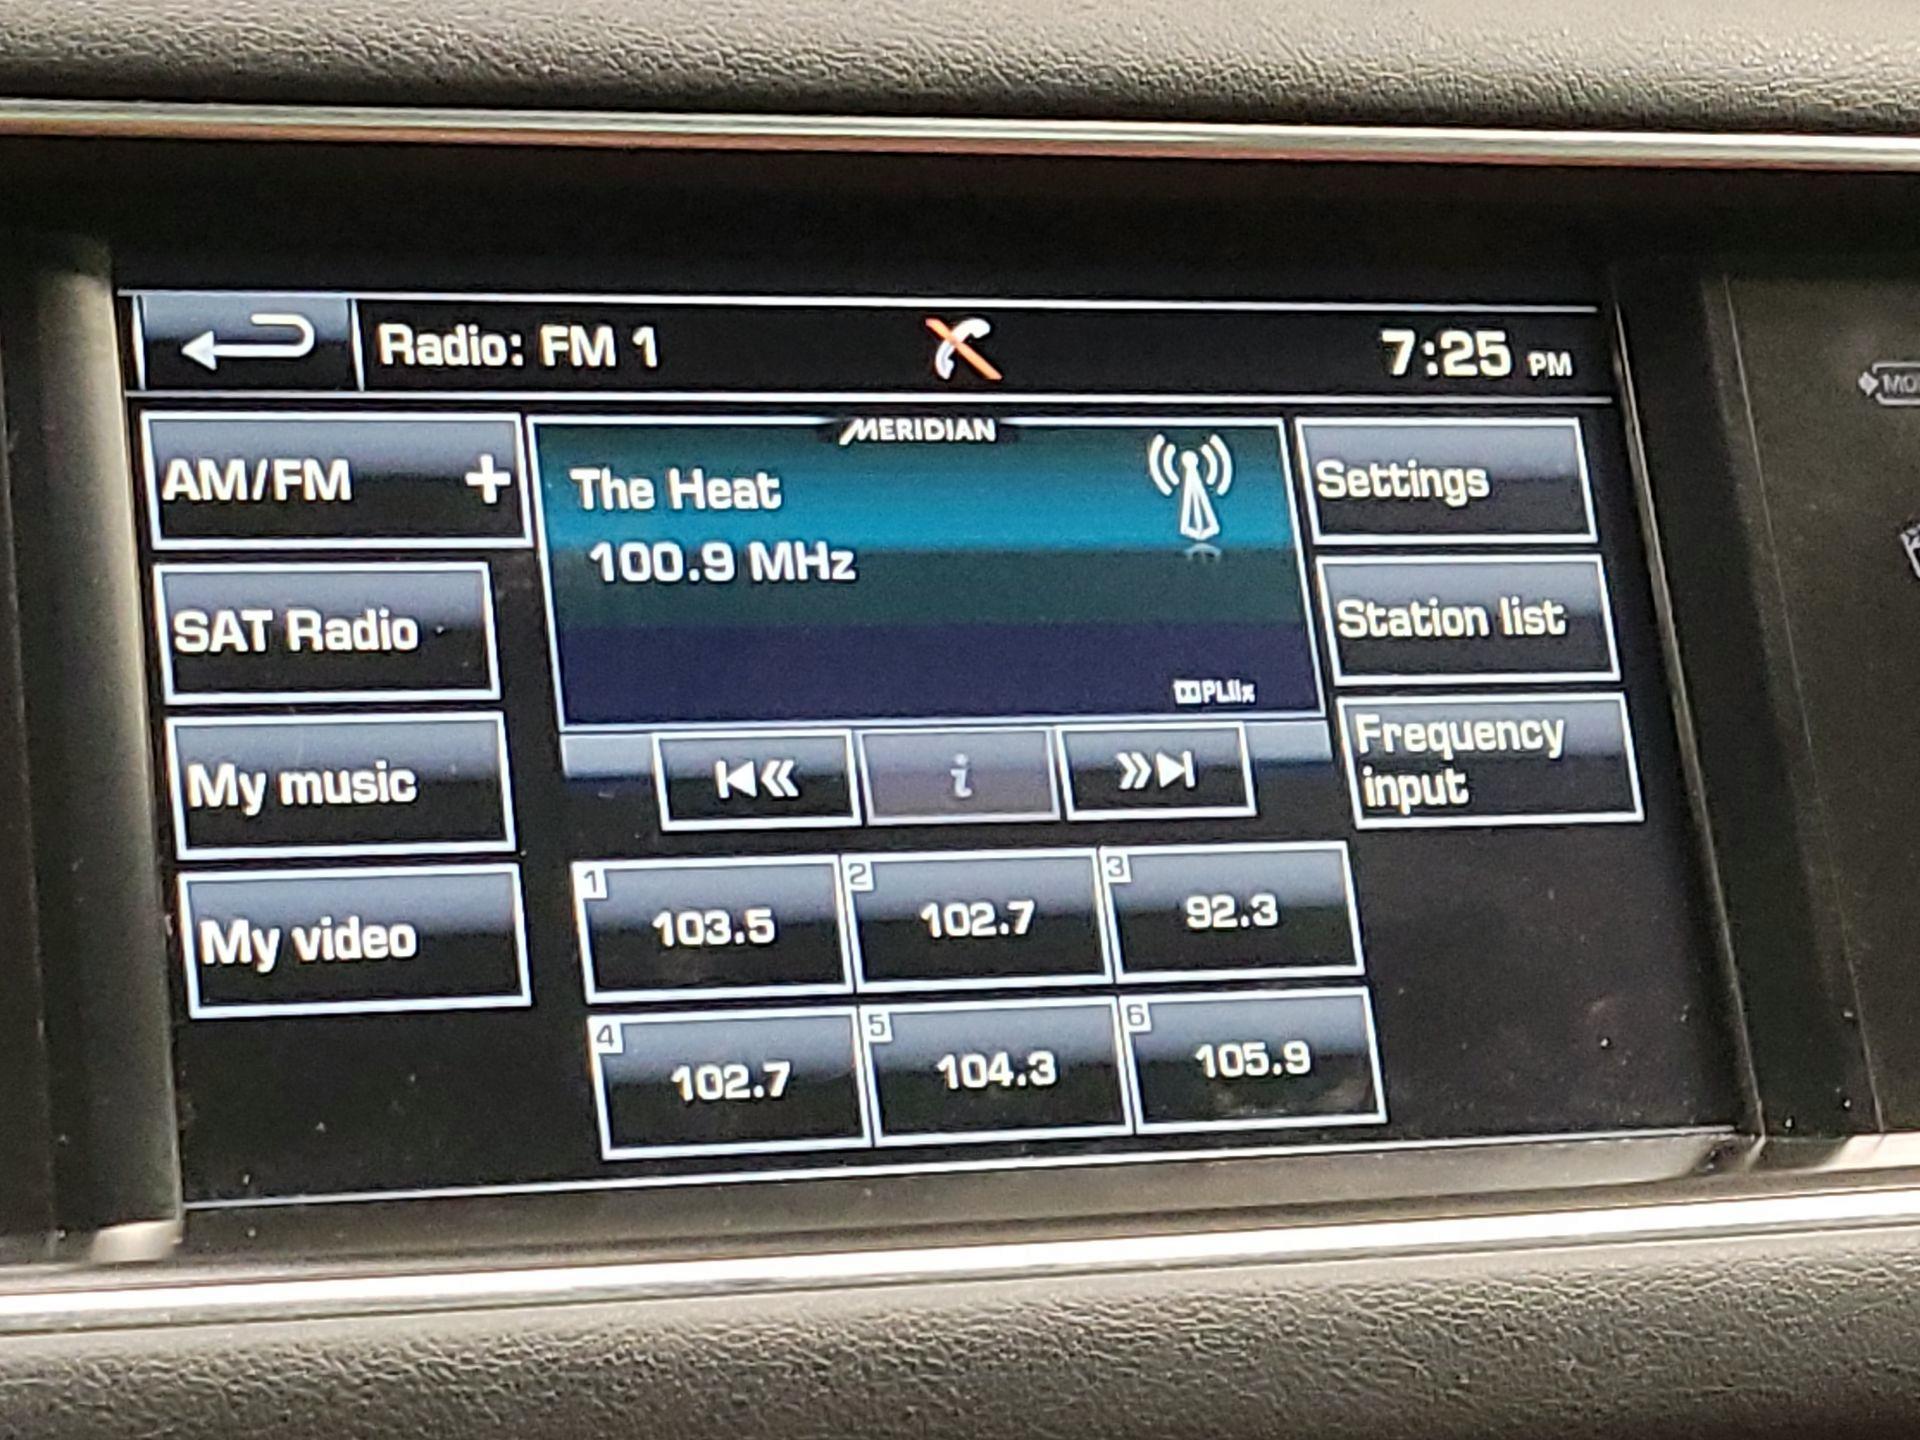 Radio: FM 1
7:25 PM
AM/FM +
SAT Radio
My music
My video
MERIDIAN
The Heat
100.9 MHz
PLIIx
i
Settings
Station list
Frequency
input
1 103.5
2 102.7
3 92.3
4 102.7
5 104.3
6 105.9